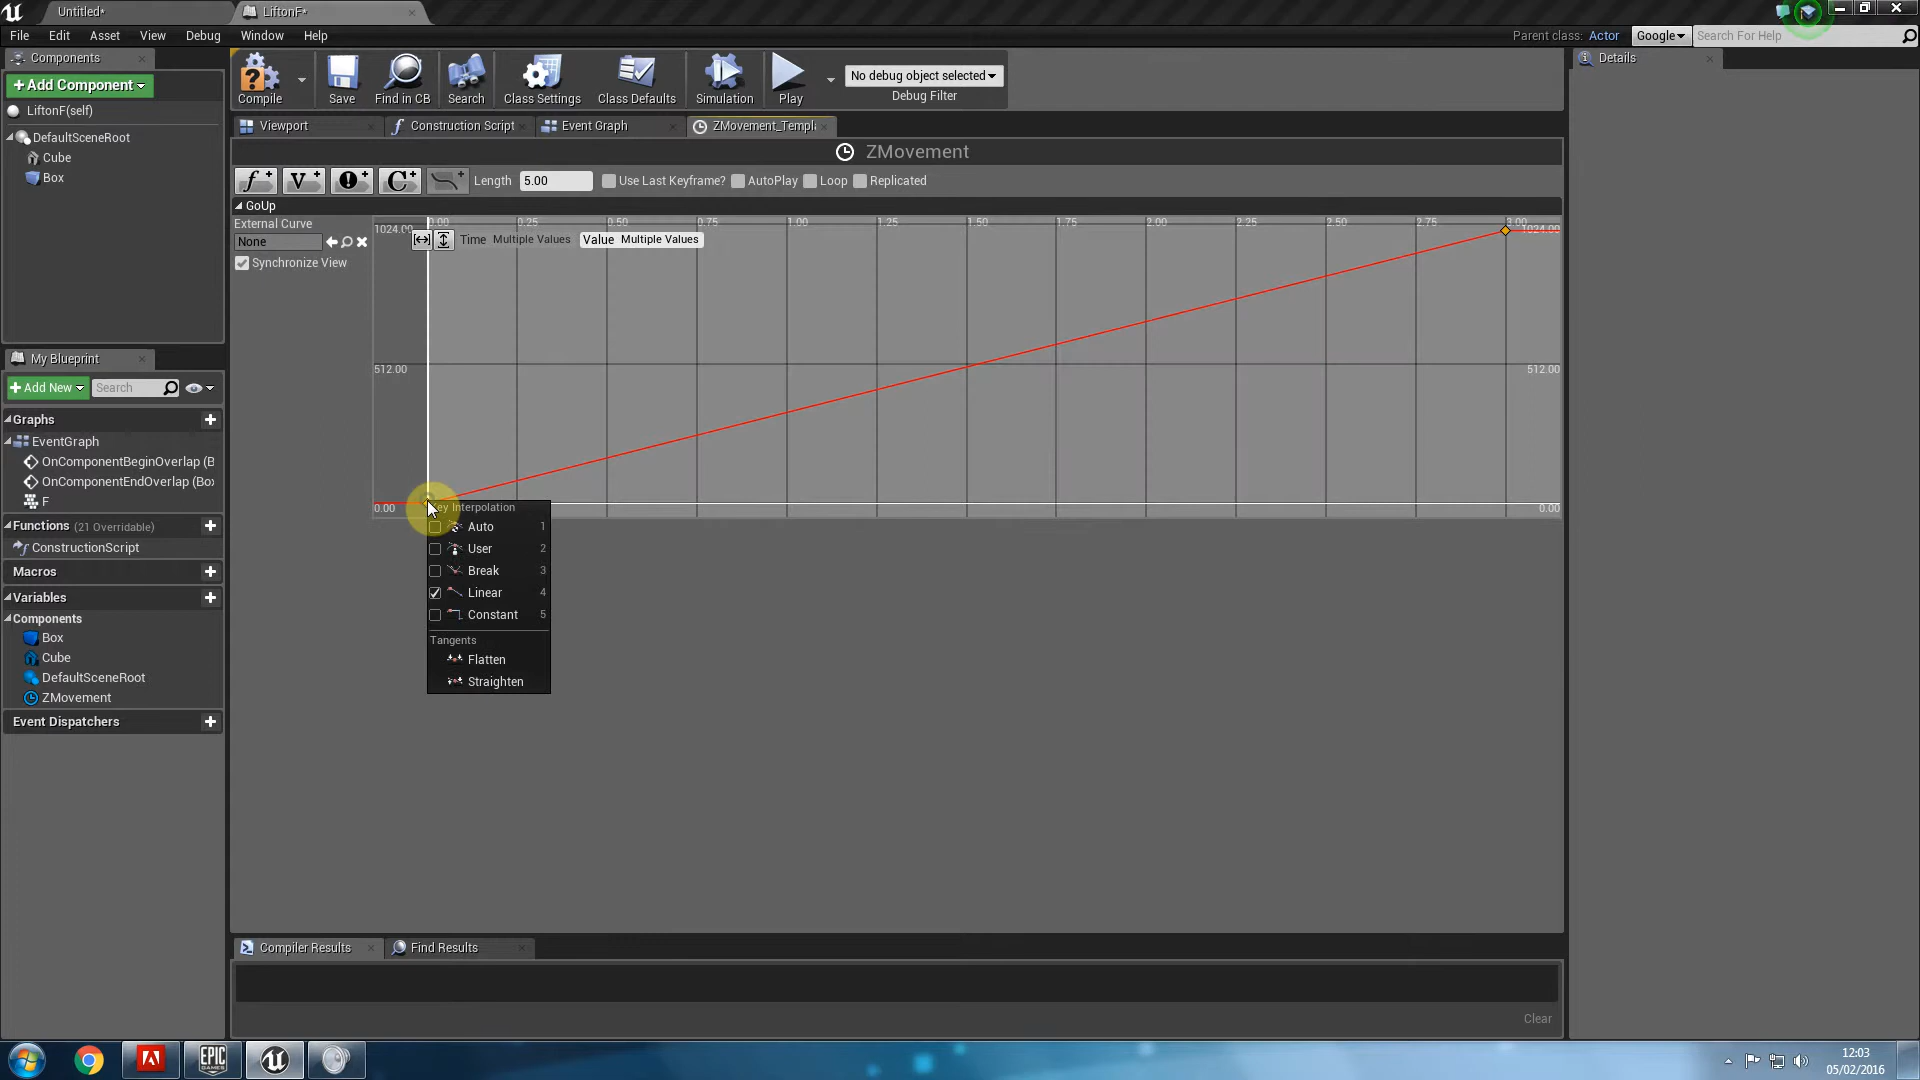 Untitled*
LiftonF*
File Edit Asset View Debug Window Help
Parent class: Actor Google Search For Help
Components
+Add Component
LiftonF(self)
DefaultSceneRoot
Cube
Box
Compile
Save
Find in CB
Search
Class Settings
Class Defaults
Simulation
Play
No debug object selected
Debug Filter
Details
Viewport
Construction Script
Event Graph
ZMovement_Templ
ZMovement
Length 5.00 Use Last Keyframe? AutoPlay Loop Replicated
GoUp
External Curve
None
Synchronize View
0.00 0.25 0.50 0.75 1.00 1.25 1.50 1.75 2.00 2.25 2.50 2.75 3.00
1024.00 1024.00
Time Multiple Values Value Multiple Values
512.00 512.00
0.00 0.00
Interpolation
Auto 1
User 2
Break 3
Linear 4
Constant 5
Tangents
Flatten
Straighten
My Blueprint
+Add New Search
Graphs
EventGraph
OnComponentBeginOverlap (B
OnComponentEndOverlap (Box
F
Functions (21 Overridable)
ConstructionScript
Macros
Variables
Components
Box
Cube
DefaultSceneRoot
ZMovement
Event Dispatchers
Compiler Results
Find Results
Clear
EPIC GAMES
12:03
05/02/2016